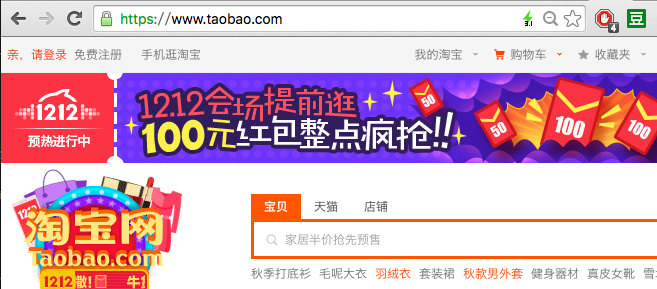 https://www.taobao.com
4
亲，请登录 免费注册 手机逛淘宝 我的淘宝 购物车 收藏夹
1212
预热进行中
1212会场提前逛
100元红包整点疯抢!!
50
50
100
100
淘宝网
Taobao.com
1212
撒!
宝贝 天猫 店铺
家居半价抢先预售
秋季打底衫 毛呢大衣 羽绒衣 套装裙 秋款男外套 健身器材 真皮女靴